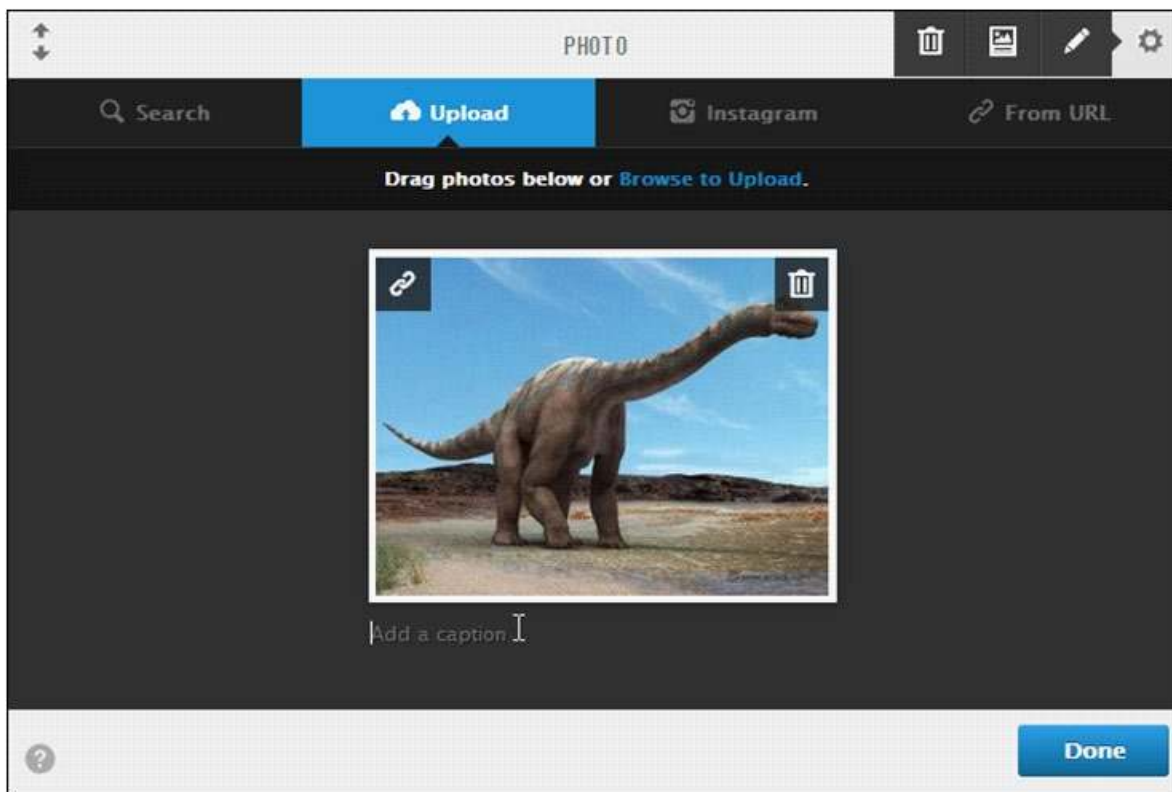 PHOTO
Search
Upload
Instagram
From URL
Drag photos below or Browse to Upload.
Add a caption
?
Done